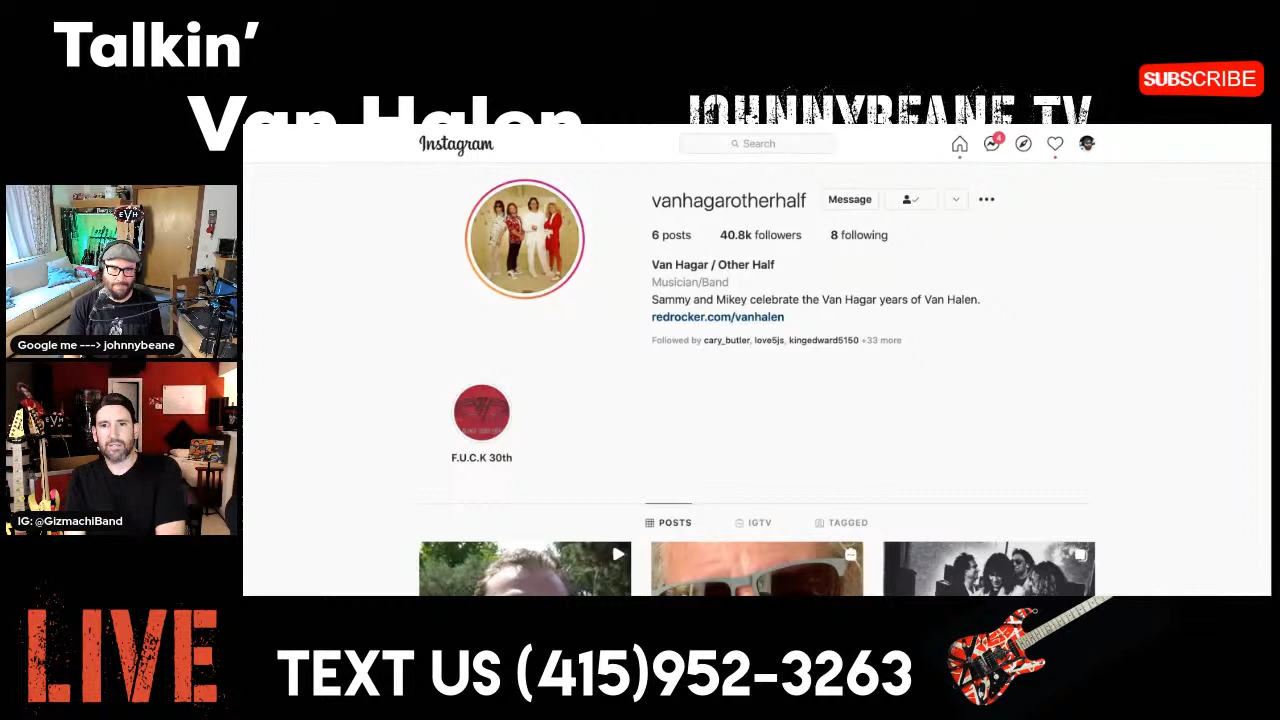 Talkin’
Van Halen
JOHNNYBEANE TV
SUBSCRIBE
Instagram
Search
4
vanhagarotherhalf
Message
6 posts 40.8k followers 8 following
Van Hagar / Other Half
Musician/Band
Sammy and Mikey celebrate the Van Hagar years of Van Halen.
redrocker.com/vanhalen
Followed by cary_butler, love5js, kingedward5150 +33 more
F.U.C.K 30th
POSTS IGTV TAGGED
EVH
Google me ---> johnnybeane
EVH
IG: @GizmachiBand
LIVE
TEXT US (415)952-3263